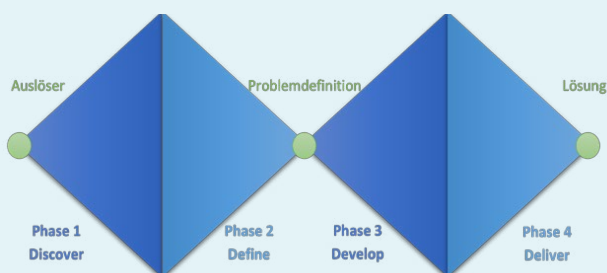 Auslöser
Problemdefinition
Lösung
Phase 1
Discover
Phase 2
Define
Phase 3
Develop
Phase 4
Deliver